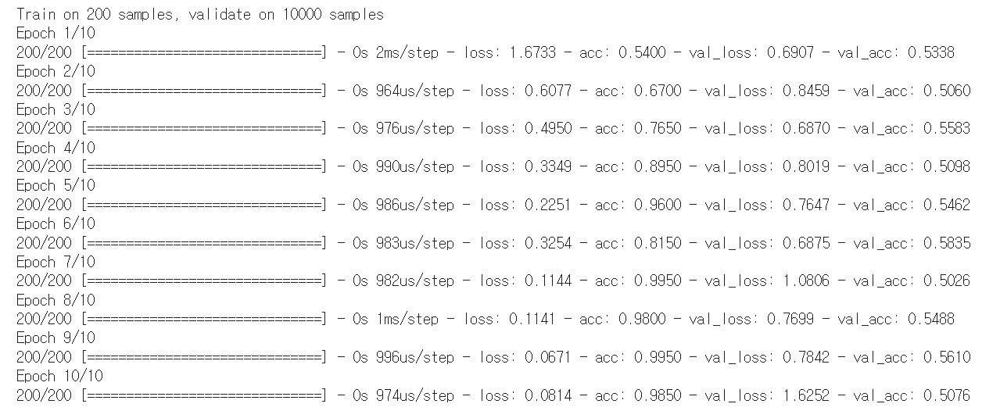 Train on 200 samples, validate on 10000 samples
Epoch 1/10
200/200 [==============================] - 0s 2ms/step - loss: 1.6733 - acc: 0.5400 - val_loss: 0.6907 - val_acc: 0.5338
Epoch 2/10
200/200 [==============================] - 0s 964us/step - loss: 0.6077 - acc: 0.6700 - val_loss: 0.8459 - val_acc: 0.5060
Epoch 3/10
200/200 [==============================] - 0s 976us/step - loss: 0.4950 - acc: 0.7650 - val_loss: 0.6870 - val_acc: 0.5583
Epoch 4/10
200/200 [==============================] - 0s 990us/step - loss: 0.3349 - acc: 0.8950 - val_loss: 0.8019 - val_acc: 0.5098
Epoch 5/10
200/200 [==============================] - 0s 986us/step - loss: 0.2251 - acc: 0.9600 - val_loss: 0.7647 - val_acc: 0.5462
Epoch 6/10
200/200 [==============================] - 0s 983us/step - loss: 0.3254 - acc: 0.8150 - val_loss: 0.6875 - val_acc: 0.5835
Epoch 7/10
200/200 [==============================] - 0s 982us/step - loss: 0.1144 - acc: 0.9950 - val_loss: 1.0806 - val_acc: 0.5026
Epoch 8/10
200/200 [==============================] - 0s 1ms/step - loss: 0.1141 - acc: 0.9800 - val_loss: 0.7699 - val_acc: 0.5488
Epoch 9/10
200/200 [==============================] - 0s 996us/step - loss: 0.0671 - acc: 0.9950 - val_loss: 0.7842 - val_acc: 0.5610
Epoch 10/10
200/200 [==============================] - 0s 974us/step - loss: 0.0814 - acc: 0.9850 - val_loss: 1.6252 - val_acc: 0.5076